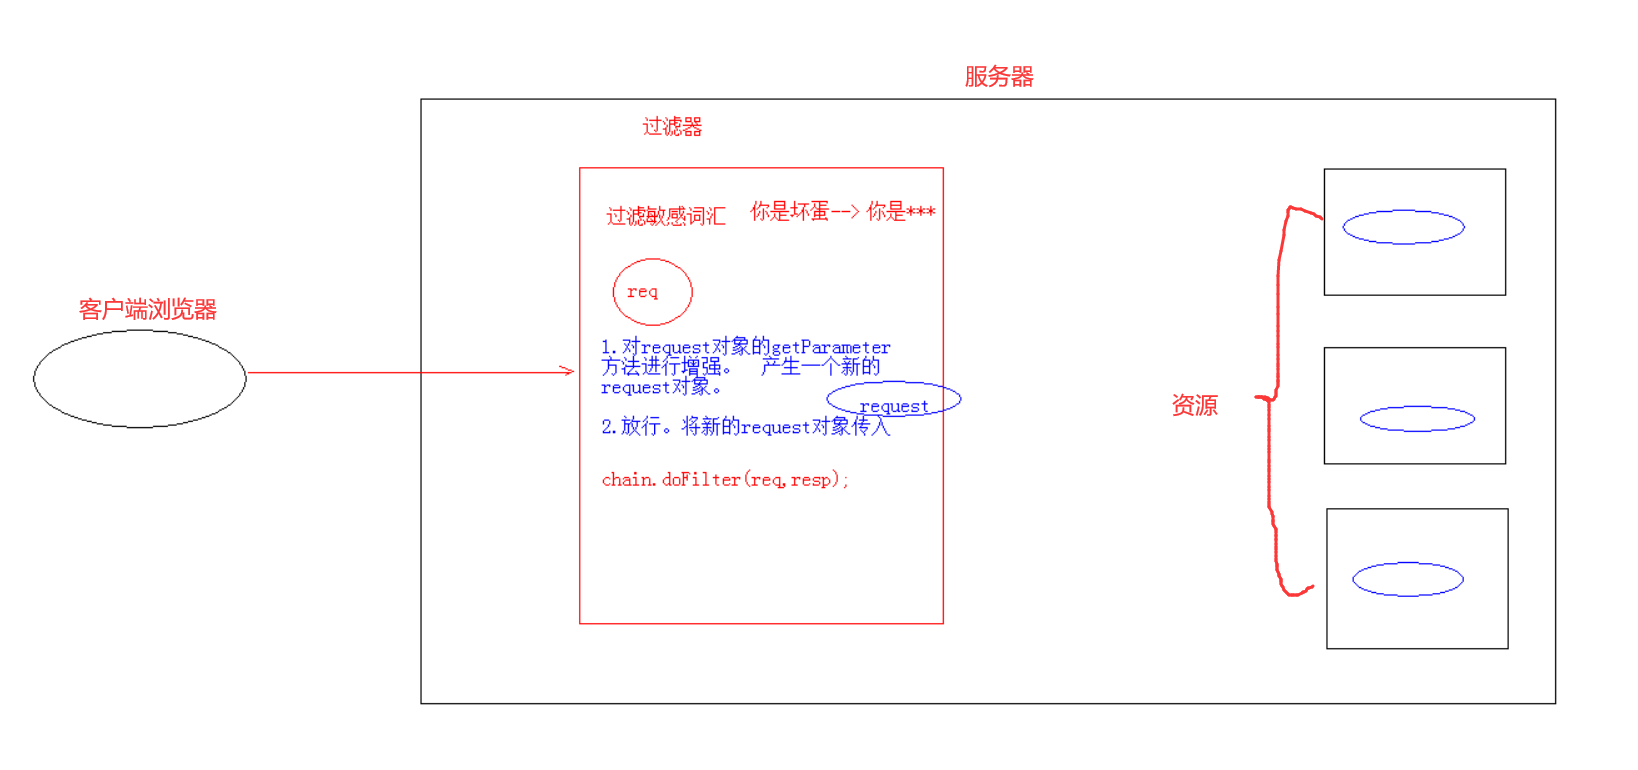 服务器
过滤器
过滤敏感词汇 你是坏蛋--> 你是***
req
客户端浏览器
1.对request对象的getParameter
方法进行增强。 产生一个新的
request对象。
request
2.放行。将新的request对象传入
资源
chain.doFilter(req,resp);